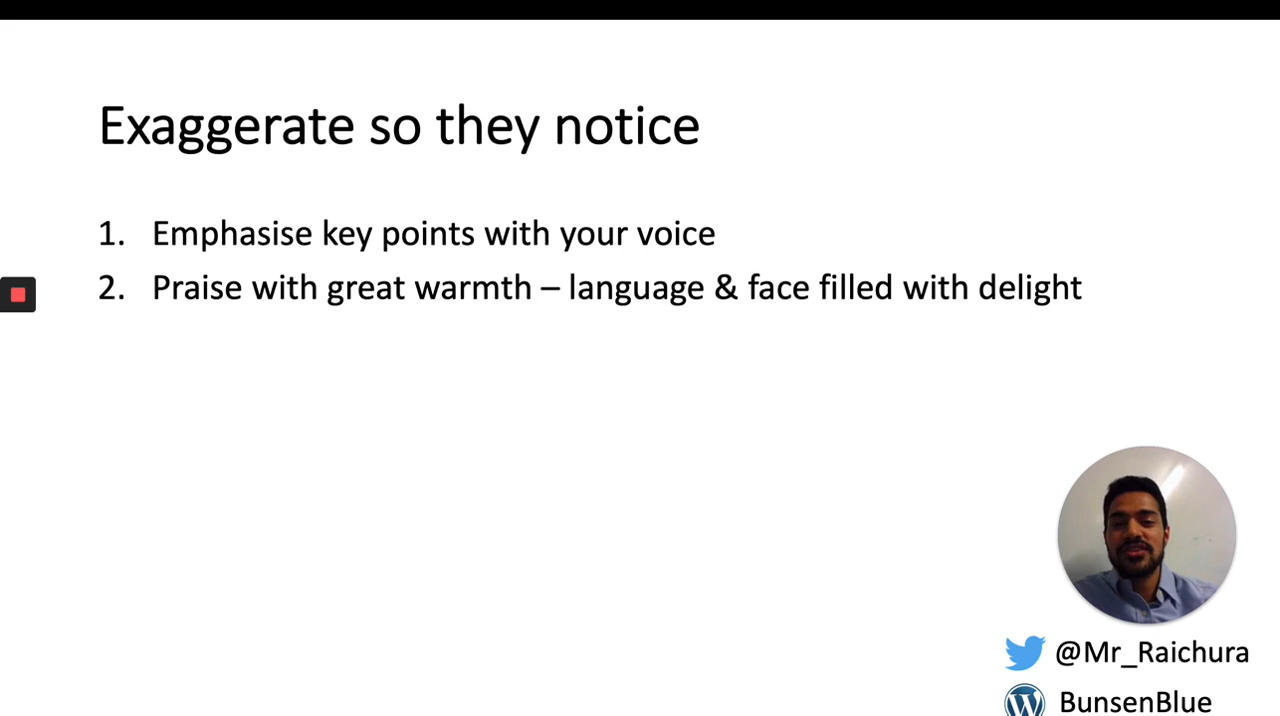 Exaggerate so they notice
1. Emphasise key points with your voice
2. Praise with great warmth – language & face filled with delight
@Mr_Raichura
BunsenBlue